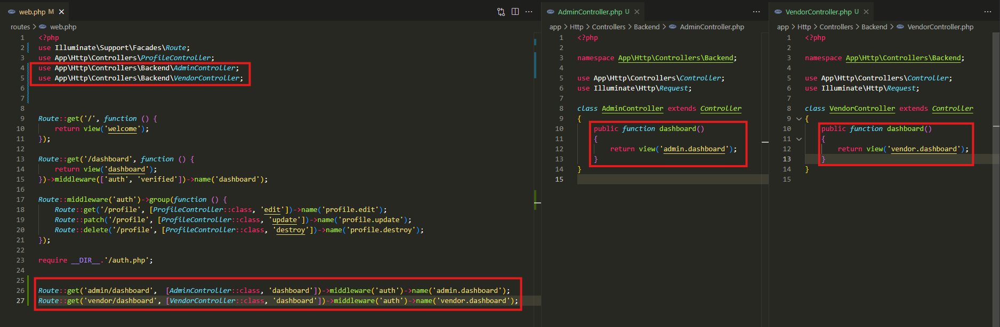 web.php M
routes > web.php
1 <?php
2 use Illuminate\Support\Facades\Route;
3 use App\Http\Controllers\ProfileController;
4 use App\Http\Controllers\Backend\AdminController;
5 use App\Http\Controllers\Backend\VendorController;
6
7
8
9 Route::get('/', function () {
10     return view('welcome');
11 });
12
13 Route::get('/dashboard', function () {
14     return view('dashboard');
15 })->middleware(['auth', 'verified'])->name('dashboard');
16
17 Route::middleware('auth')->group(function () {
18     Route::get('/profile', [ProfileController::class, 'edit'])->name('profile.edit');
19     Route::patch('/profile', [ProfileController::class, 'update'])->name('profile.update');
20     Route::delete('/profile', [ProfileController::class, 'destroy'])->name('profile.destroy');
21 });
22
23 require __DIR__.'/auth.php';
24
25
26 Route::get('admin/dashboard',  [AdminController::class, 'dashboard'])->middleware('auth')->name('admin.dashboard');
27 Route::get('vendor/dashboard', [VendorController::class, 'dashboard'])->middleware('auth')->name('vendor.dashboard');
AdminController.php U
app > Http > Controllers > Backend > AdminController.php
1 <?php
2
3 namespace App\Http\Controllers\Backend;
4
5 use App\Http\Controllers\Controller;
6 use Illuminate\Http\Request;
7
8 class AdminController extends Controller
9 {
10     public function dashboard()
11     {
12         return view('admin.dashboard');
13     }
14 }
15
VendorController.php U
app > Http > Controllers > Backend > VendorController.php
1 <?php
2
3 namespace App\Http\Controllers\Backend;
4
5 use App\Http\Controllers\Controller;
6 use Illuminate\Http\Request;
7
8 class VendorController extends Controller
9 {
10     public function dashboard()
11     {
12         return view('vendor.dashboard');
13     }
14 }
15